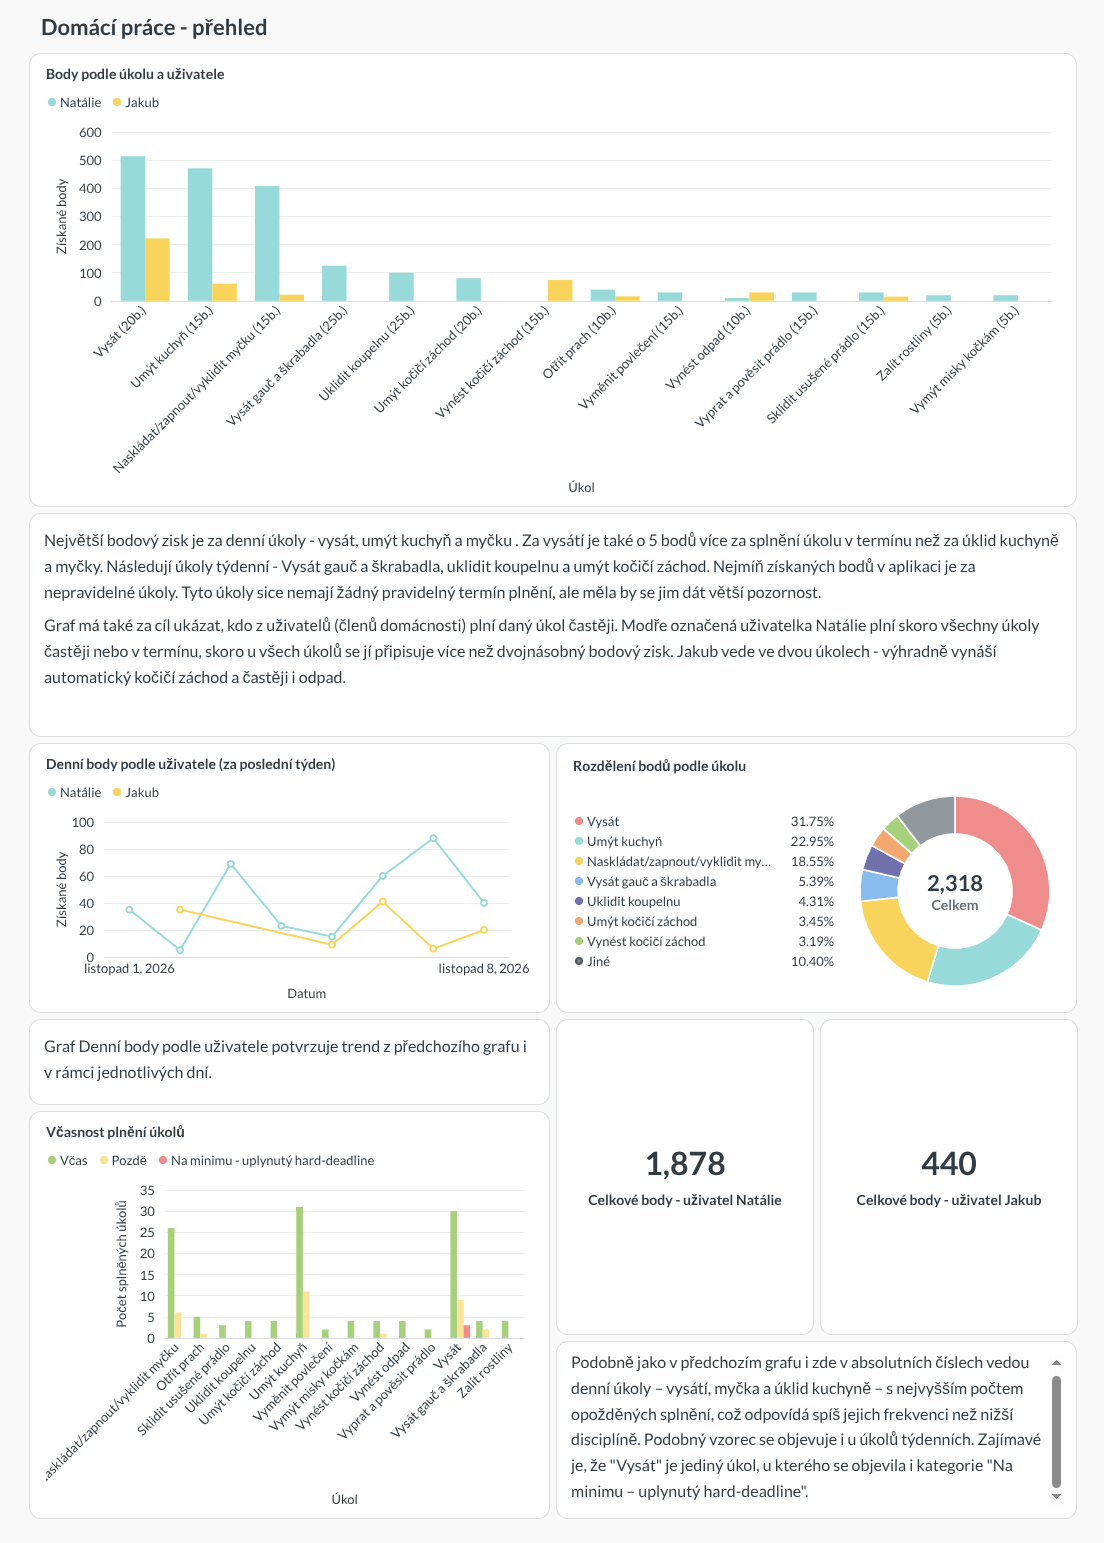 Domácí práce - přehled
Body podle úkolu a uživatele
Natálie Jakub
600
500
400
300
200
100
0
Získané body
Vysát (20b.)
Umýt kuchyň (15b.)
Naskládat/zapnout/vyklidit myčku (15b.)
Vysát gauč a škrabadla (25b.)
Uklidit koupelnu (25b.)
Umýt kočičí záchod (20b.)
Vynést kočičí záchod (15b.)
Otřít prach (10b.)
Vyměnit povlečení (15b.)
Vynést odpad (10b.)
Vyprat a pověsit prádlo (15b.)
Sklidit usušené prádlo (15b.)
Zalít rostliny (5b.)
Vymýt misky kočkám (5b.)
Úkol
Největší bodový zisk je za denní úkoly - vysát, umýt kuchyň a myčku . Za vysátí je také o 5 bodů více za splnění úkolu v termínu než za úklid kuchyně
a myčky. Následují úkoly týdenní - Vysát gauč a škrabadla, uklidit koupelnu a umýt kočičí záchod. Nejmíň získaných bodů v aplikaci je za
nepravidelné úkoly. Tyto úkoly sice nemají žádný pravidelný termín plnění, ale měla by se jim dát větší pozornost.
Graf má také za cíl ukázat, kdo z uživatelů (členů domácnosti) plní daný úkol častěji. Modře označená uživatelka Natálie plní skoro všechny úkoly
častěji nebo v termínu, skoro u všech úkolů se jí připisuje více než dvojnásobný bodový zisk. Jakub vede ve dvou úkolech - výhradně vynáší
automatický kočičí záchod a častěji i odpad.
Denní body podle uživatele (za poslední týden)
Natálie Jakub
100
80
60
40
20
0
Získané body
listopad 1, 2026
listopad 8, 2026
Datum
Rozdělení bodů podle úkolu
Vysát 31.75%
Umýt kuchyň 22.95%
Naskládat/zapnout/vyklidit my... 18.55%
Vysát gauč a škrabadla 5.39%
Uklidit koupelnu 4.31%
Umýt kočičí záchod 3.45%
Vynést kočičí záchod 3.19%
Jiné 10.40%
2,318
Celkem
Graf Denní body podle uživatele potvrzuje trend z předchozího grafu i
v rámci jednotlivých dní.
1,878
Celkové body - uživatel Natálie
440
Celkové body - uživatel Jakub
Včasnost plnění úkolů
Včas Pozdě Na minimu - uplynutý hard-deadline
35
30
25
20
15
10
5
0
Počet splněných úkolů
...askládat/zapnout/vyklidit myčku
Otřít prach
Sklidit usušené prádlo
Uklidit koupelnu
Umýt kočičí záchod
Umýt kuchyň
Vyměnit povlečení
Vymýt misky kočkám
Vynést kočičí záchod
Vynést odpad
Vyprat a pověsit prádlo
Vysát
Vysát gauč a škrabadla
Zalít rostliny
Úkol
Podobně jako v předchozím grafu i zde v absolutních číslech vedou
denní úkoly – vysátí, myčka a úklid kuchyně – s nejvyšším počtem
opožděných splnění, což odpovídá spíš jejich frekvenci než nižší
disciplíně. Podobný vzorec se objevuje i u úkolů týdenních. Zajímavé
je, že "Vysát" je jediný úkol, u kterého se objevila i kategorie "Na
minimu – uplynutý hard-deadline".